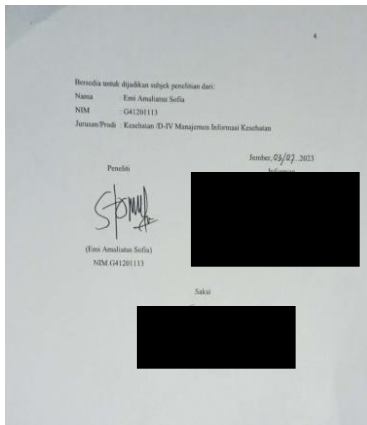 Bersedia untuk dijadikan subjek penelitian dari:
Nama : Emi Amaliatus Sofia
NIM : G41201113
Jurusan/Prodi : Kesehatan /D-IV Manajemen Informasi Kesehatan
Jember, 03/07..2023
Peneliti
Informan
(Emi Amaliatus Sofia)
NIM.G41201113
Saksi